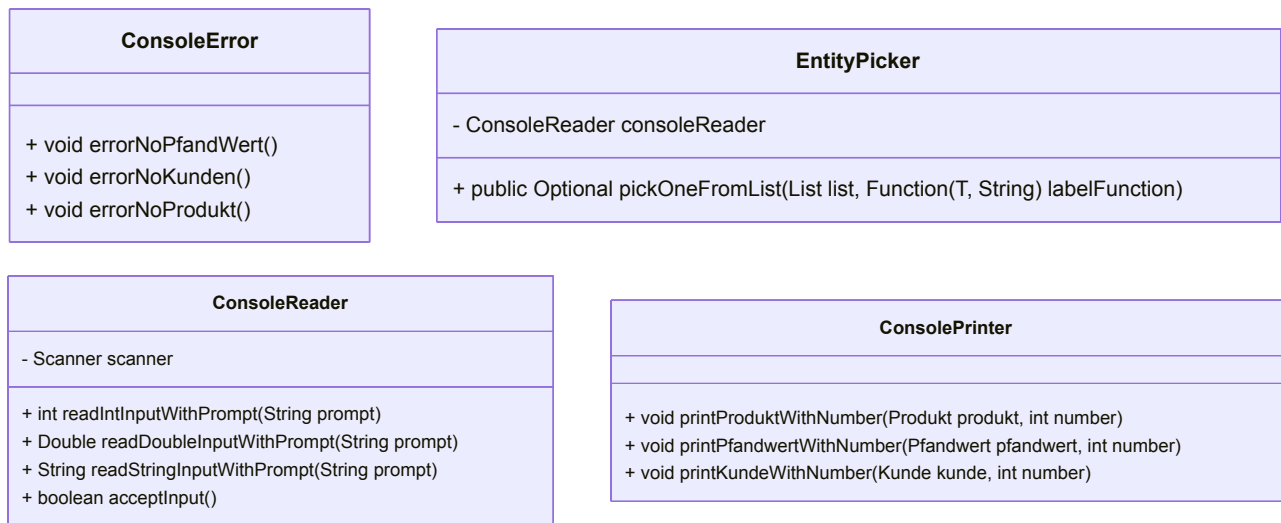 ConsoleError
+ void errorNoPfandWert()
+ void errorNoKunden()
+ void errorNoProdukt()
EntityPicker
- ConsoleReader consoleReader
+ public Optional pickOneFromList(List list, Function(T, String) labelFunction)
ConsoleReader
- Scanner scanner
+ int readIntInputWithPrompt(String prompt)
+ Double readDoubleInputWithPrompt(String prompt)
+ String readStringInputWithPrompt(String prompt)
+ boolean acceptInput()
ConsolePrinter
+ void printProduktWithNumber(Produkt produkt, int number)
+ void printPfandwertWithNumber(Pfandwert pfandwert, int number)
+ void printKundeWithNumber(Kunde kunde, int number)